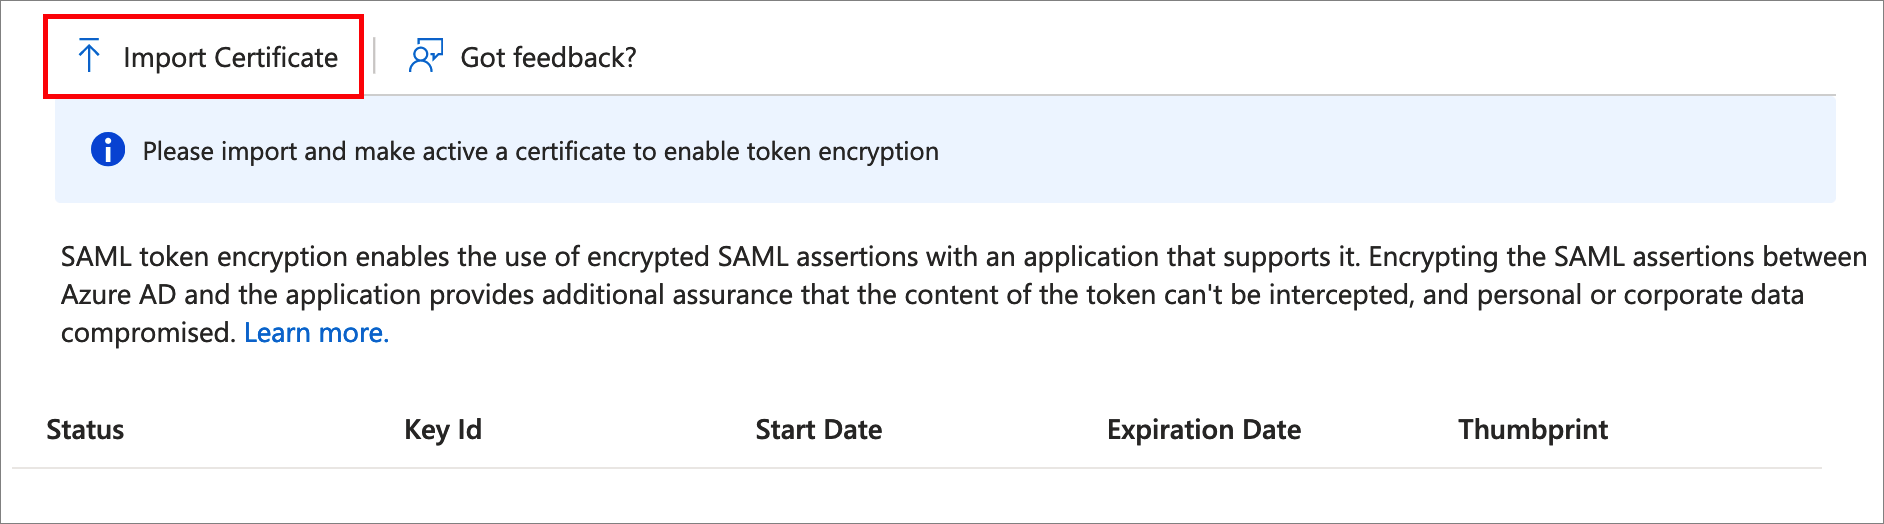 Import Certificate
Got feedback?
Please import and make active a certificate to enable token encryption
SAML token encryption enables the use of encrypted SAML assertions with an application that supports it. Encrypting the SAML assertions between
Azure AD and the application provides additional assurance that the content of the token can't be intercepted, and personal or corporate data
compromised. Learn more.
Status Key Id Start Date Expiration Date Thumbprint